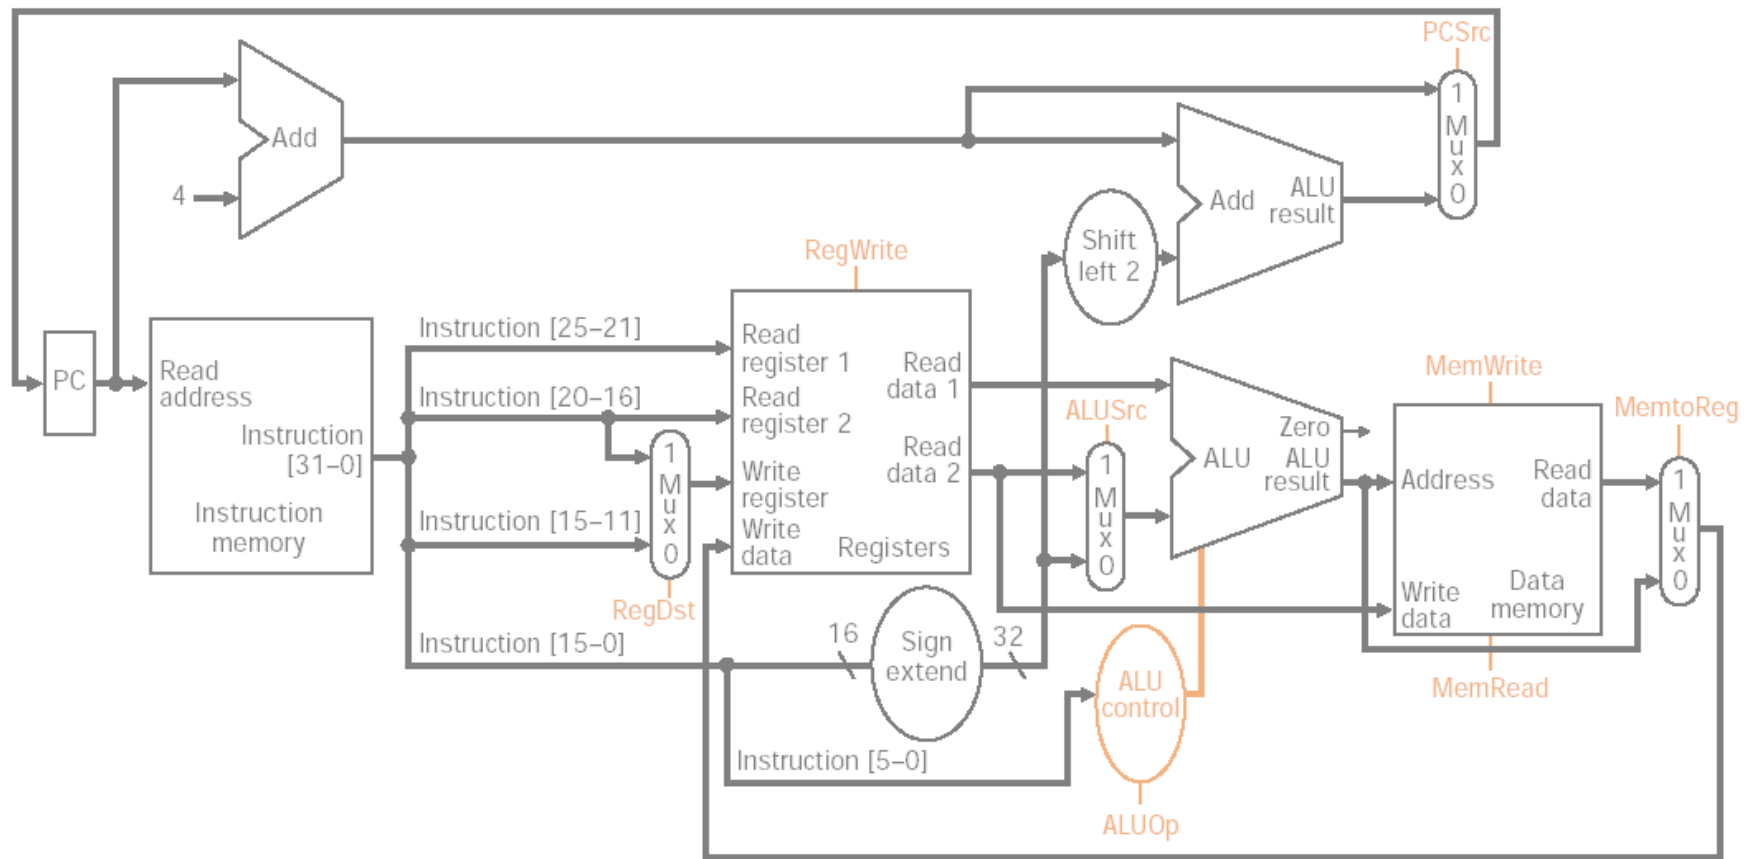 PCSrc
1
M
u
x
0
Add
4
Add
ALU
result
Shift
left 2
RegWrite
PC
Read
address
Instruction
[31–0]
Instruction
memory
Instruction [25–21]
Instruction [20–16]
Instruction [15–11]
Instruction [15–0]
Instruction [5–0]
1
M
u
x
0
RegDst
Read
register 1
Read
register 2
Write
register
Write
data
Read
data 1
Read
data 2
Registers
16
Sign
extend
32
ALUSrc
1
M
u
x
0
ALU
Zero
ALU
result
ALU
control
ALUOp
MemWrite
Address
Read
data
Write
data
Data
memory
MemRead
MemtoReg
1
M
u
x
0